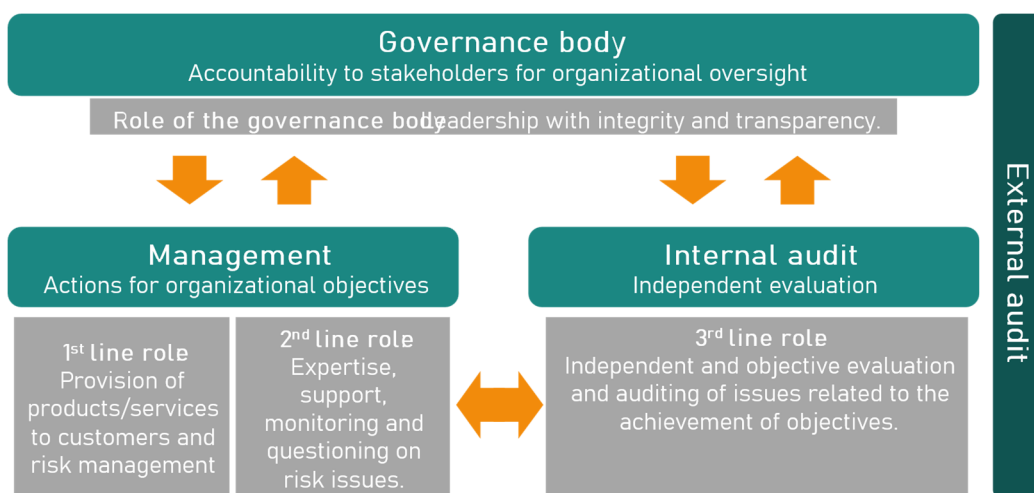 Governance body
Accountability to stakeholders for organizational oversight
Role of the governance body: Leadership with integrity and transparency.
Management
Actions for organizational objectives
Internal audit
Independent evaluation
1st line role
Provision of
products/services
to customers and
risk management
2nd line role
Expertise,
support,
monitoring and
questioning on
risk issues.
3rd line role
Independent and objective evaluation
and auditing of issues related to the
achievement of objectives.
External audit